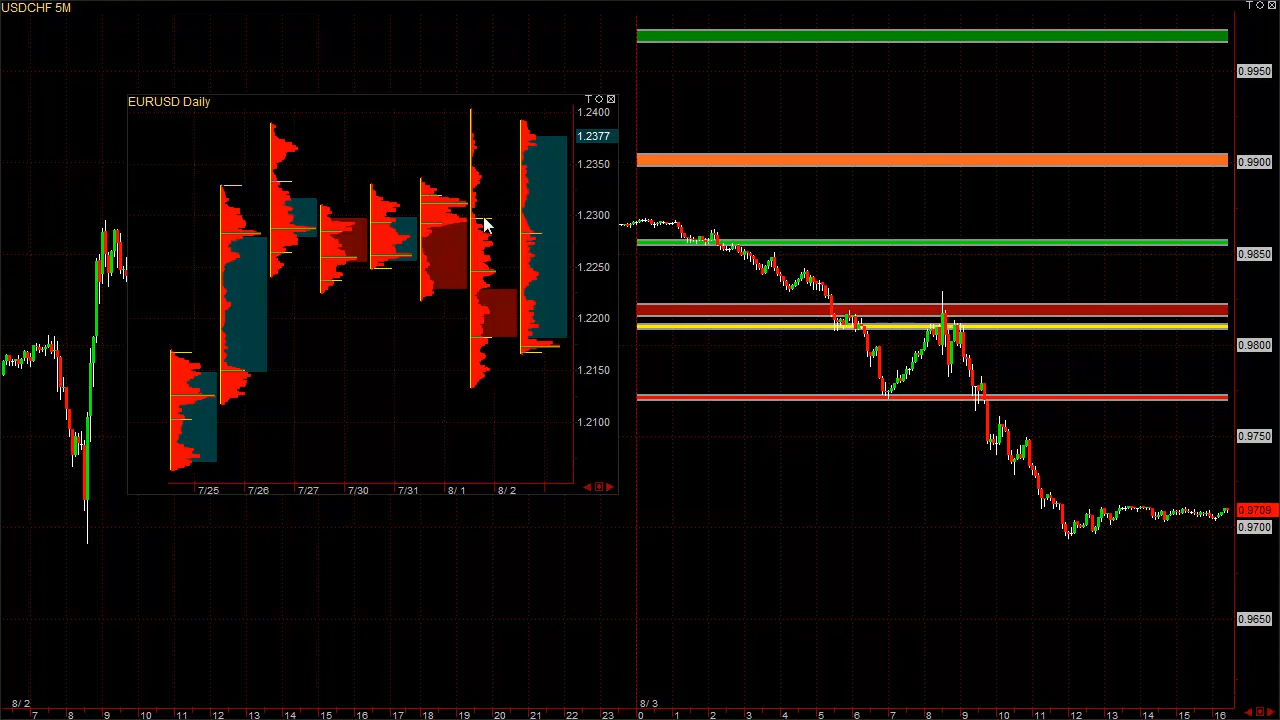 USDCHF 5M
T
EURUSD Daily
T
1.2400
1.2377
1.2350
1.2300
1.2250
1.2200
1.2150
1.2100
7/25 7/26 7/27 7/30 7/31 8/ 1 8/ 2
0.9950
0.9900
0.9850
0.9800
0.9750
0.9709
0.9700
0.9650
8/ 2 8/ 3
7 8 9 10 11 12 13 14 15 16 17 18 19 20 21 22 23 0 1 2 3 4 5 6 7 8 9 10 11 12 13 14 15 16